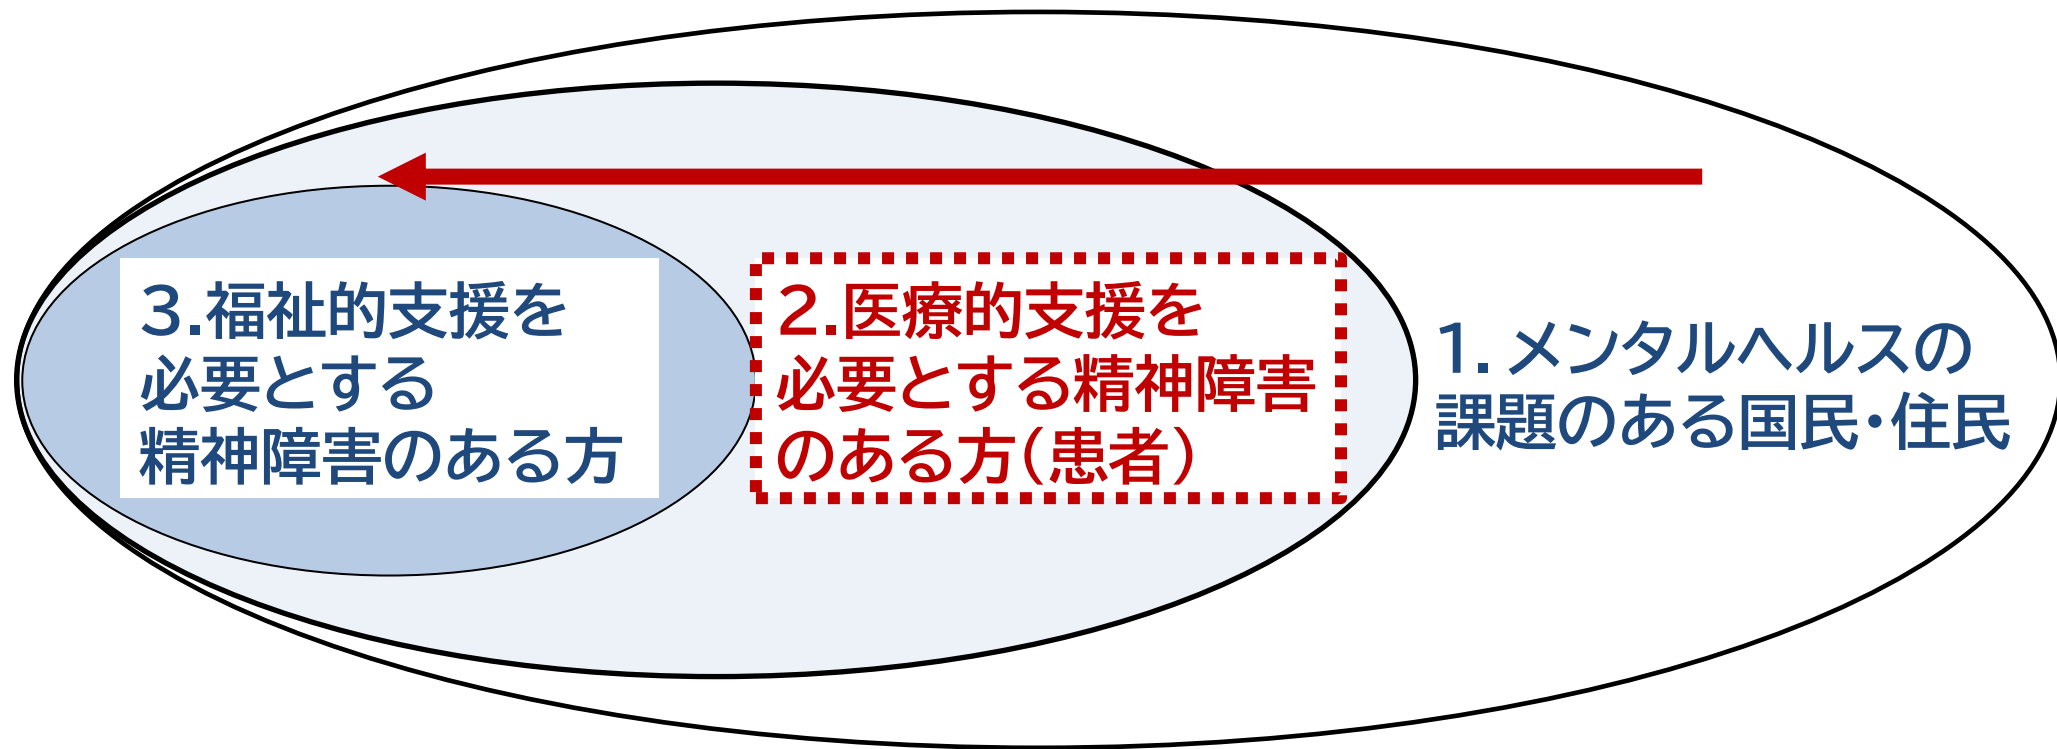 3.福祉的支援を
必要とする
精神障害のある方
2.医療的支援を
必要とする精神障害
のある方(患者)
1. メンタルヘルスの
課題のある国民・住民